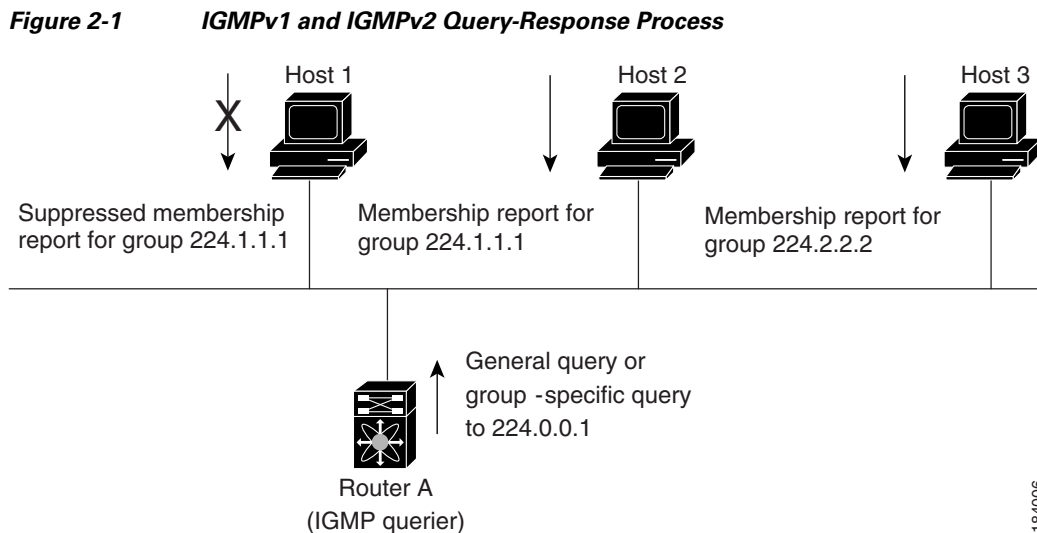 Figure 2-1 IGMPv1 and IGMPv2 Query-Response Process
Host 1
Host 2
Host 3
X
Suppressed membership
report for group 224.1.1.1
Membership report for
group 224.1.1.1
Membership report for
group 224.2.2.2
General query or
group -specific query
to 224.0.0.1
Router A
(IGMP querier)